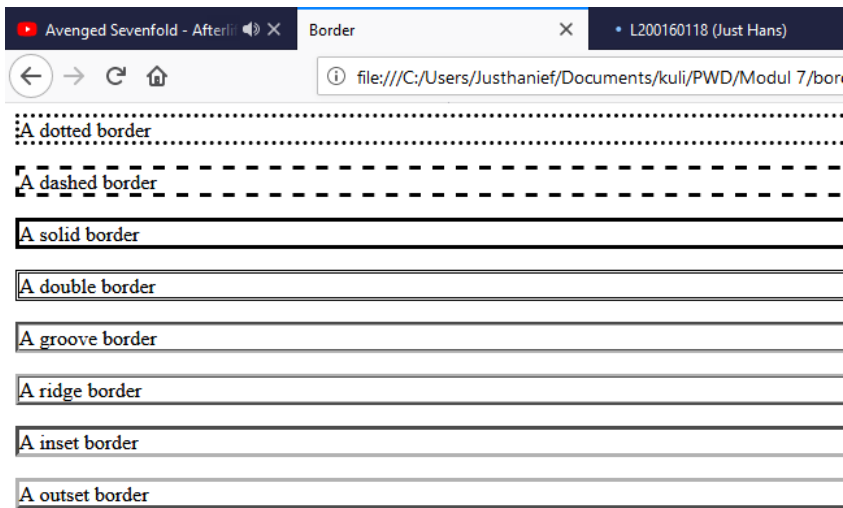 Avenged Sevenfold - Afterli
Border
L200160118 (Just Hans)
file:///C:/Users/Justhanief/Documents/kuli/PWD/Modul 7/bor
A dotted border
A dashed border
A solid border
A double border
A groove border
A ridge border
A inset border
A outset border